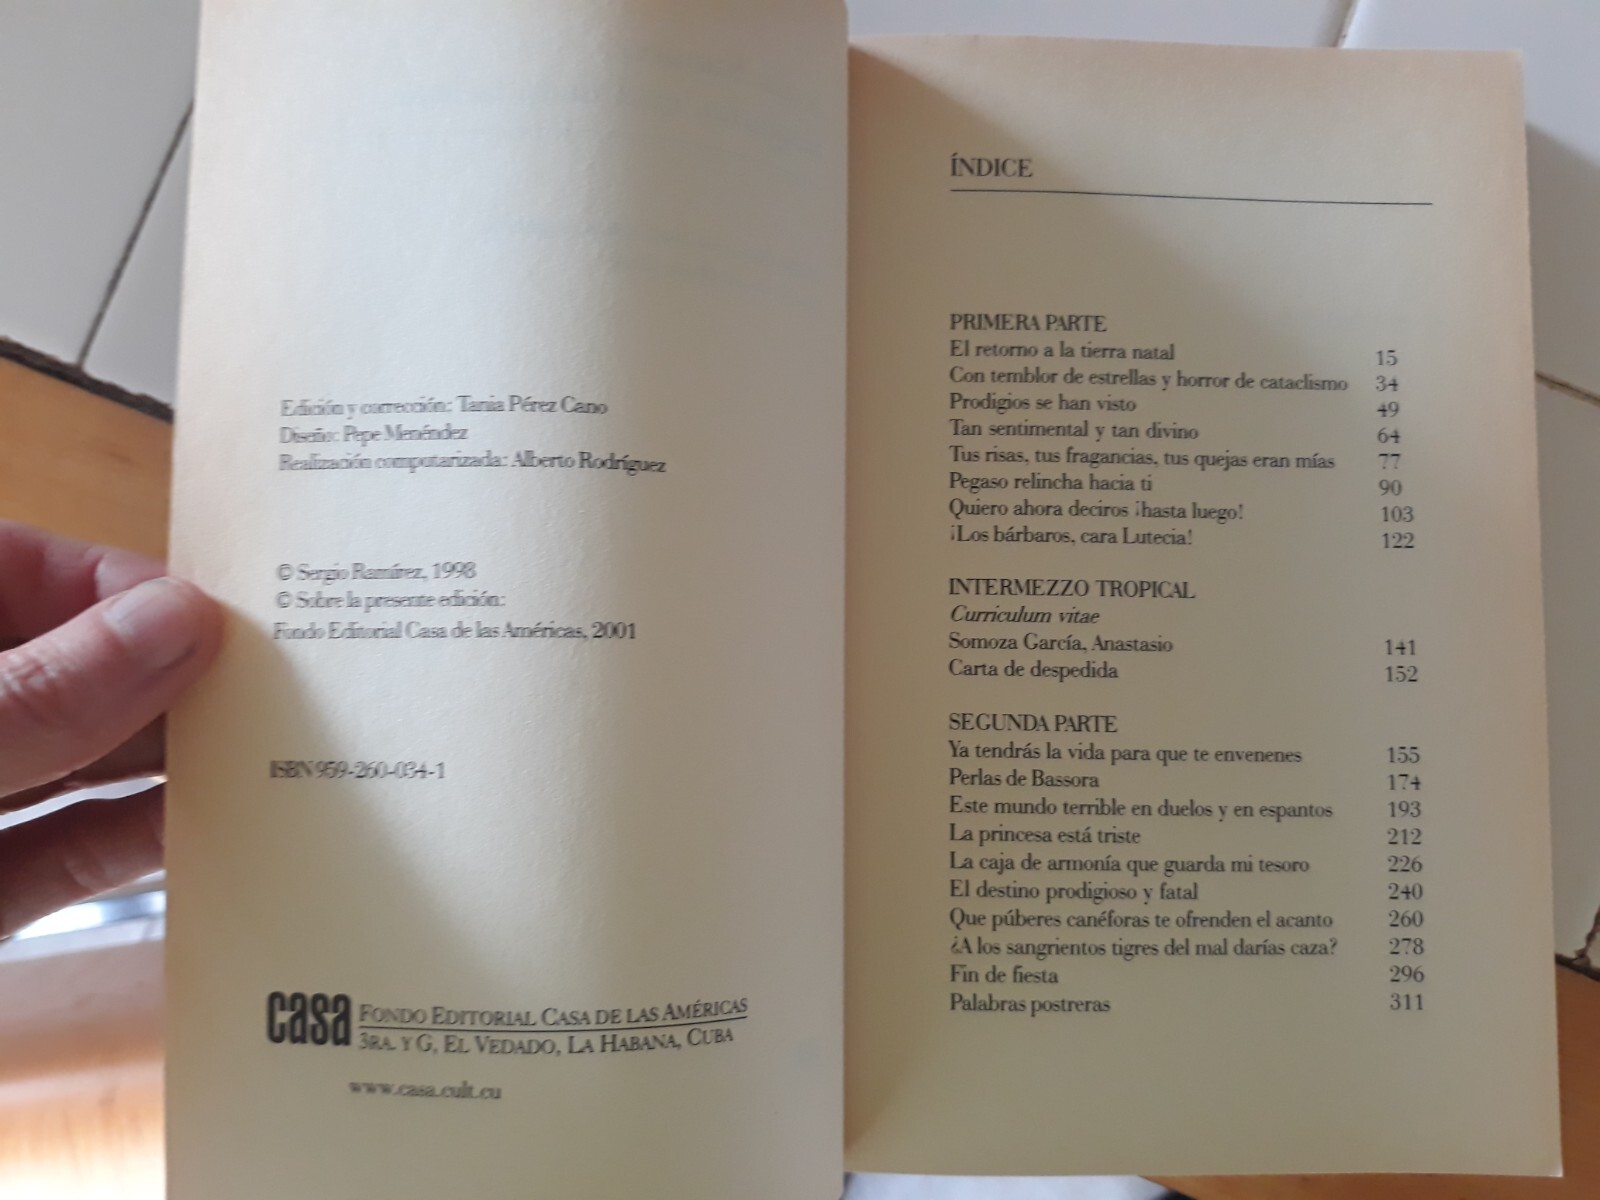 Edición y corrección: Tania Pérez Cano
Diseño: Pepe Menéndez
Realización computarizada: Alberto Rodríguez
© Sergio Ramírez, 1998
© Sobre la presente edición:
Fondo Editorial Casa de las Américas, 2001
ISBN 959-260-034-1
casa FONDO EDITORIAL CASA DE LAS AMÉRICAS
3RA. Y G, EL VEDADO, LA HABANA, CUBA
www.casa.cult.cu
ÍNDICE
PRIMERA PARTE
El retorno a la tierra natal 15
Con temblor de estrellas y horror de cataclismo 34
Prodigios se han visto 49
Tan sentimental y tan divino 64
Tus risas, tus fragancias, tus quejas eran mías 77
Pegaso relincha hacia ti 90
Quiero ahora deciros ¡hasta luego! 103
¡Los bárbaros, cara Lutecia! 122
INTERMEZZO TROPICAL
Curriculum vitae
Somoza García, Anastasio 141
Carta de despedida 152
SEGUNDA PARTE
Ya tendrás la vida para que te envenenes 155
Perlas de Bassora 174
Este mundo terrible en duelos y en espantos 193
La princesa está triste 212
La caja de armonía que guarda mi tesoro 226
El destino prodigioso y fatal 240
Que púberes canéforas te ofrenden el acanto 260
¿A los sangrientos tigres del mal darías caza? 278
Fin de fiesta 296
Palabras postreras 311